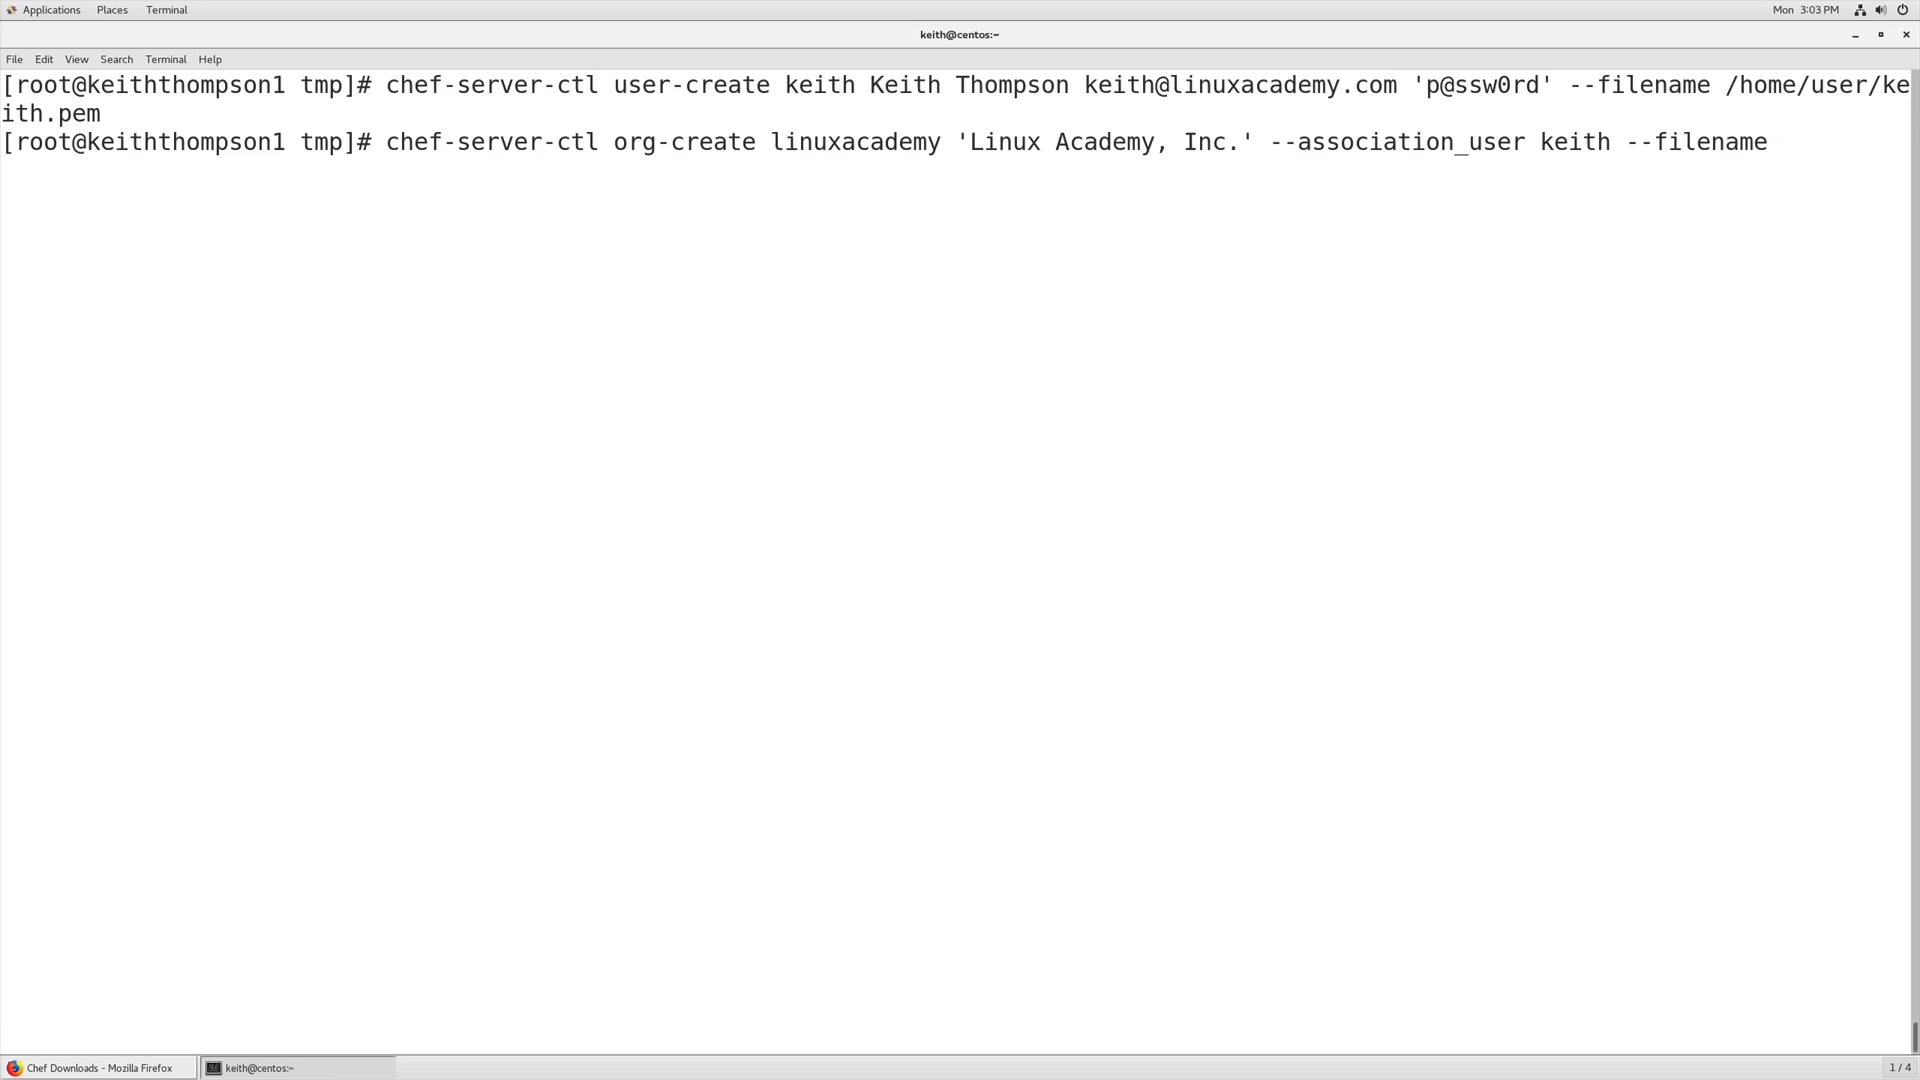 Applications Places Terminal Mon 3:03 PM
keith@centos:~
File Edit View Search Terminal Help
[root@keiththompson1 tmp]# chef-server-ctl user-create keith Keith Thompson keith@linuxacademy.com 'p@ssw0rd' --filename /home/user/ke
ith.pem
[root@keiththompson1 tmp]# chef-server-ctl org-create linuxacademy 'Linux Academy, Inc.' --association_user keith --filename
Chef Downloads - Mozilla Firefox keith@centos:~ 1 / 4